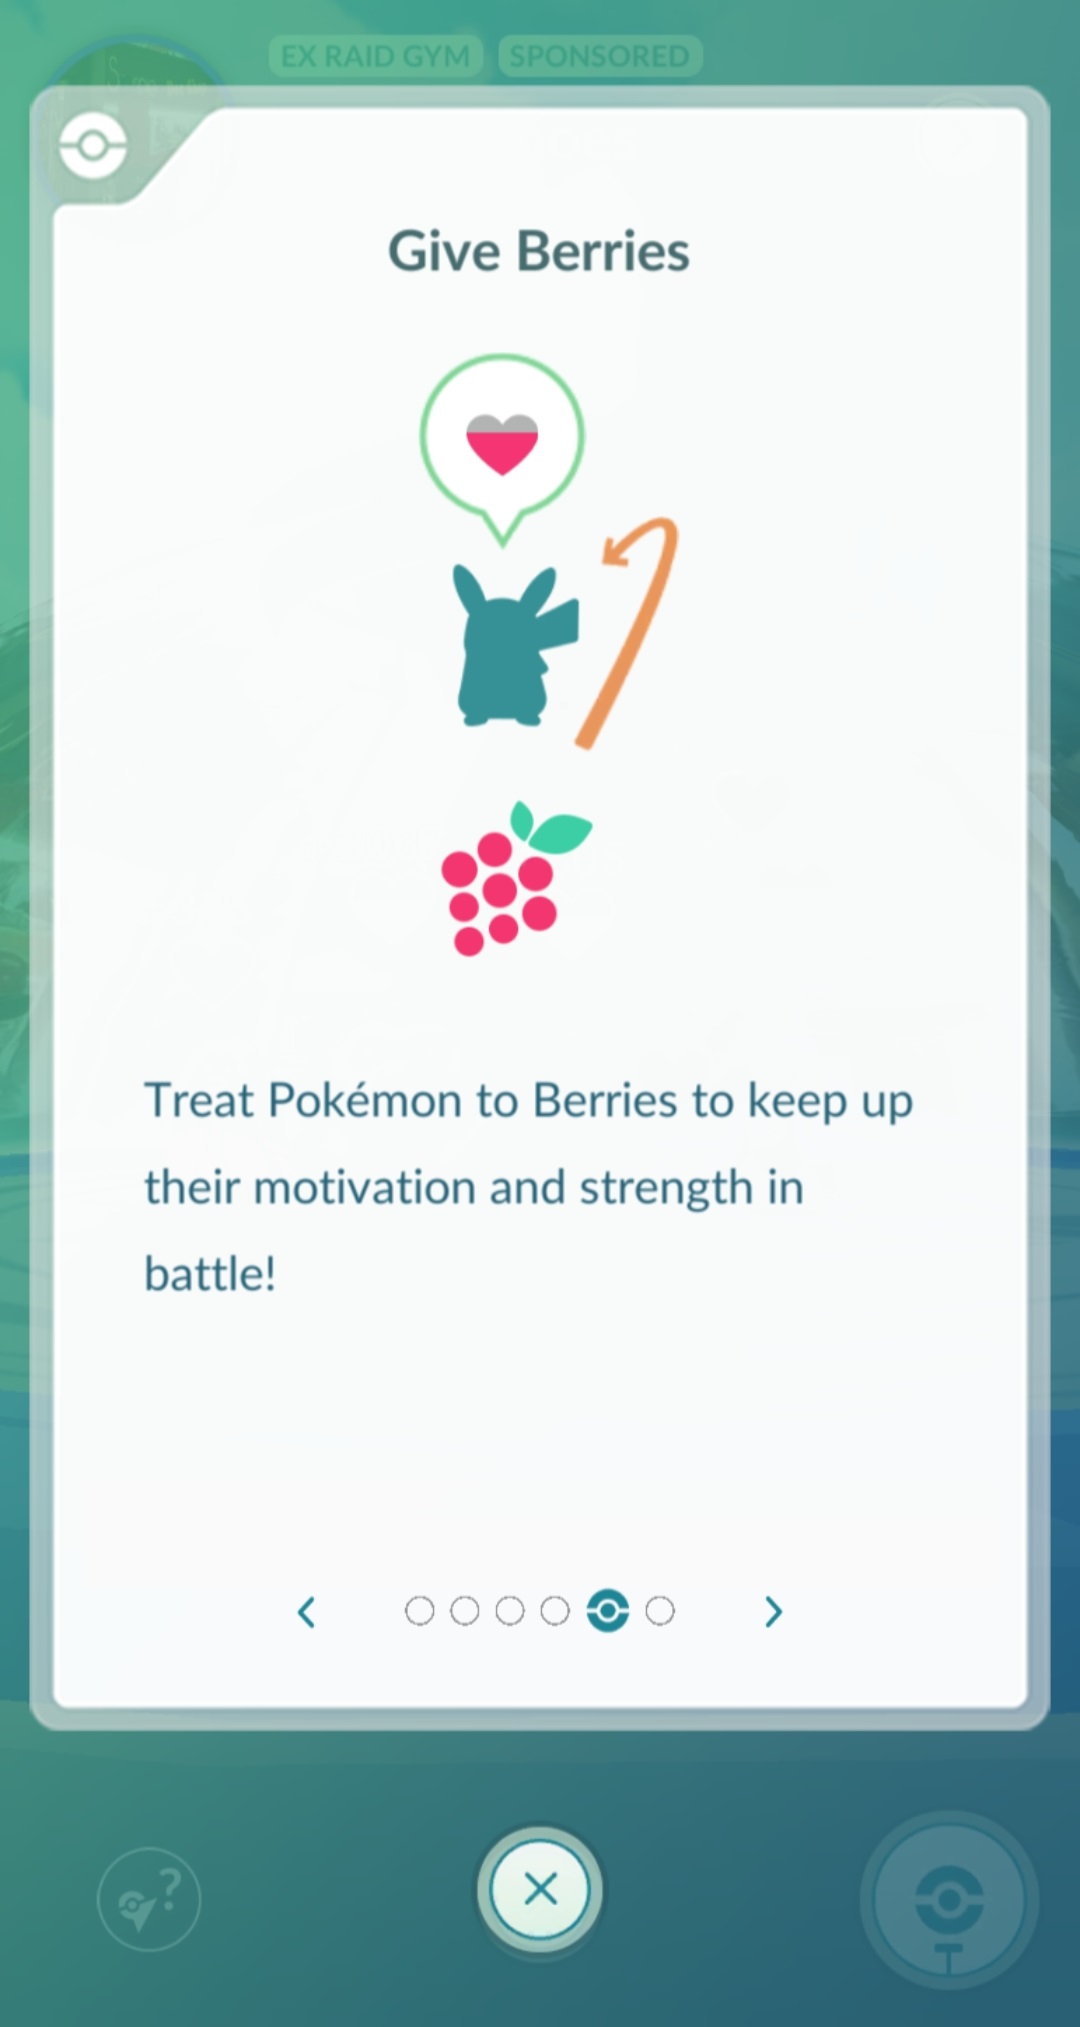 EX RAID GYM SPONSORED
Give Berries
Treat Pokémon to Berries to keep up
their motivation and strength in
battle!
?